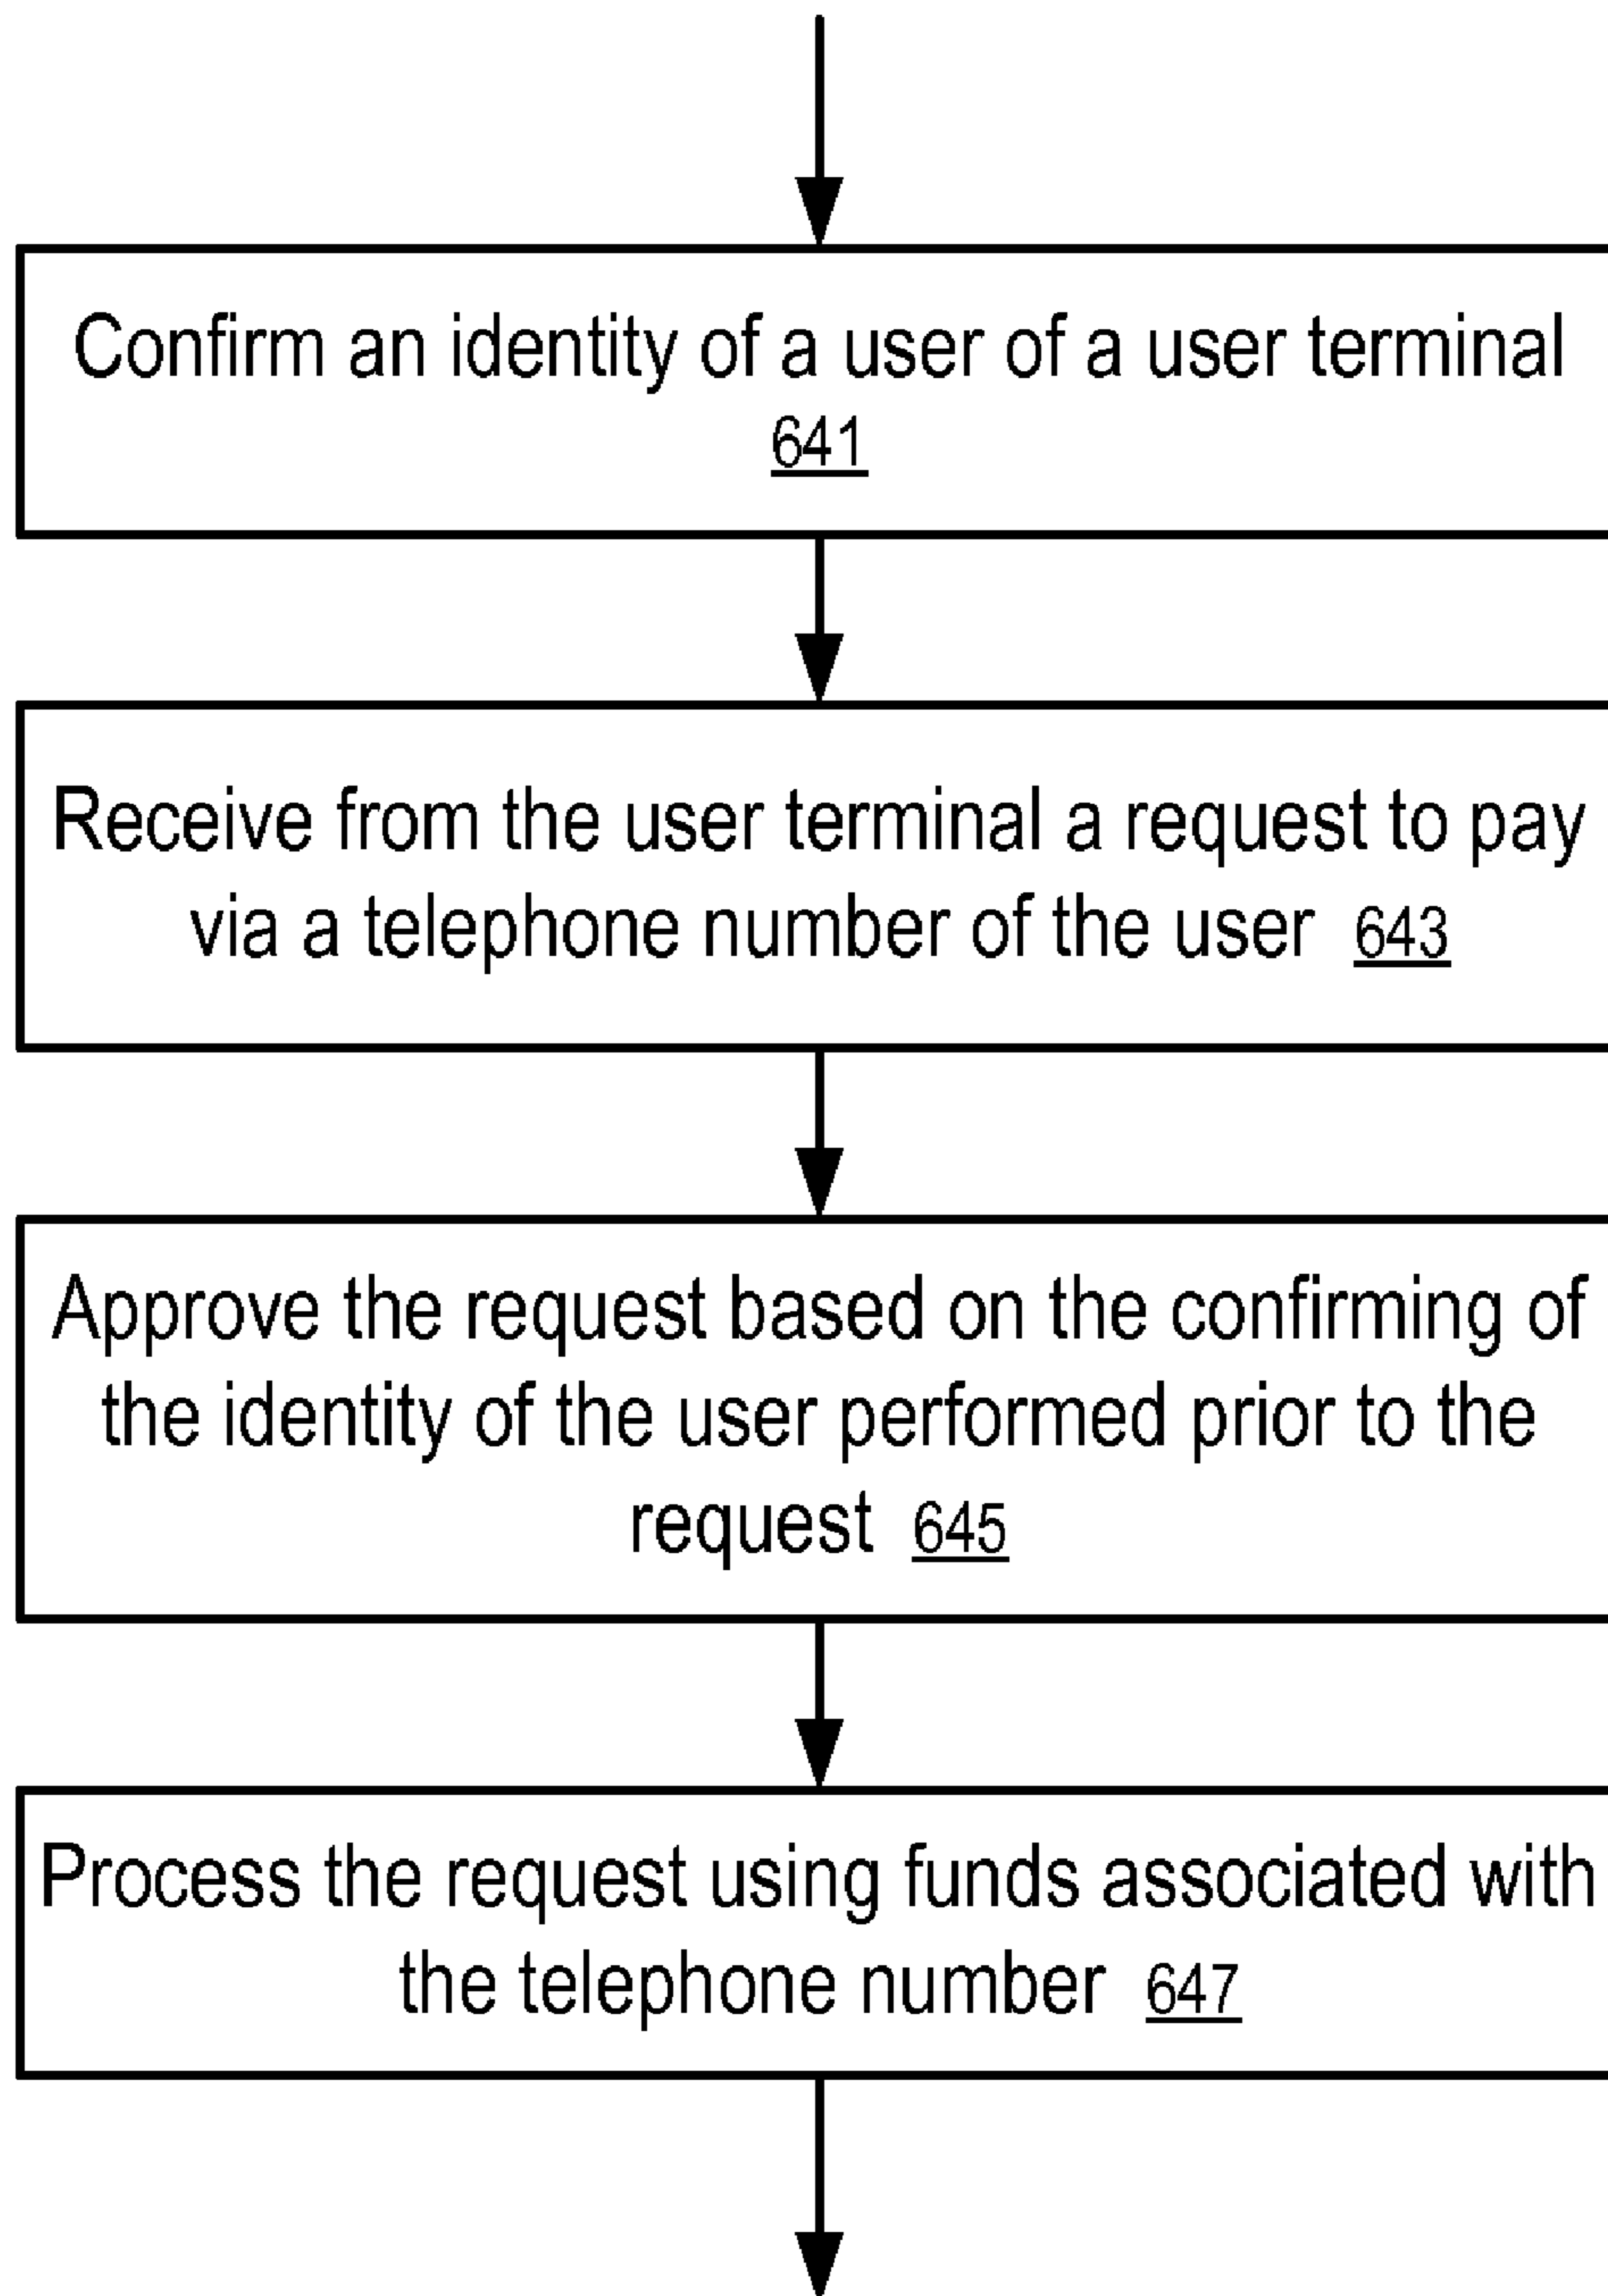 Confirm an identity of a user of a user terminal
641
Receive from the user terminal a request to pay
via a telephone number of the user 643
Approve the request based on the confirming of
the identity of the user performed prior to the
request 645
Process the request using funds associated with
the telephone number 647